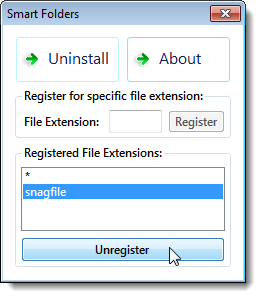 Smart Folders
Uninstall
About
Register for specific file extension:
File Extension:
Register
Registered File Extensions:
*
snagfile
Unregister